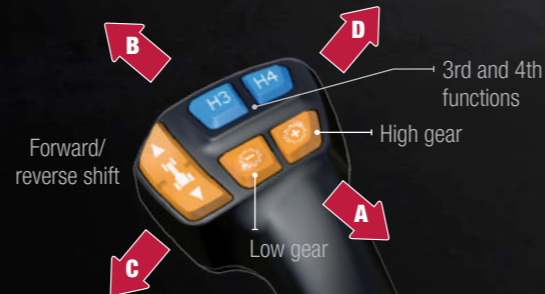 B
D
H3
H4
3rd and 4th
functions
Forward/
reverse shift
High gear
A
Low gear
C